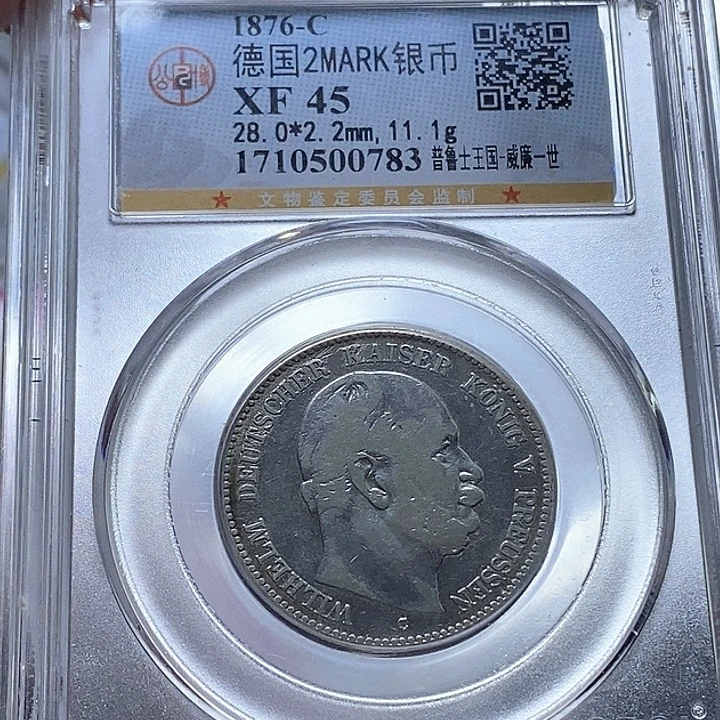 1876-C
德国2MARK银币
XF 45
28.0*2.2mm,11.1g
1710500783 普鲁士王国-威廉一世
★ 文物鉴定委员会监制 ★
WILHELM DEUTSCHER KAISER KÖNIG V. PREUSSEN
C